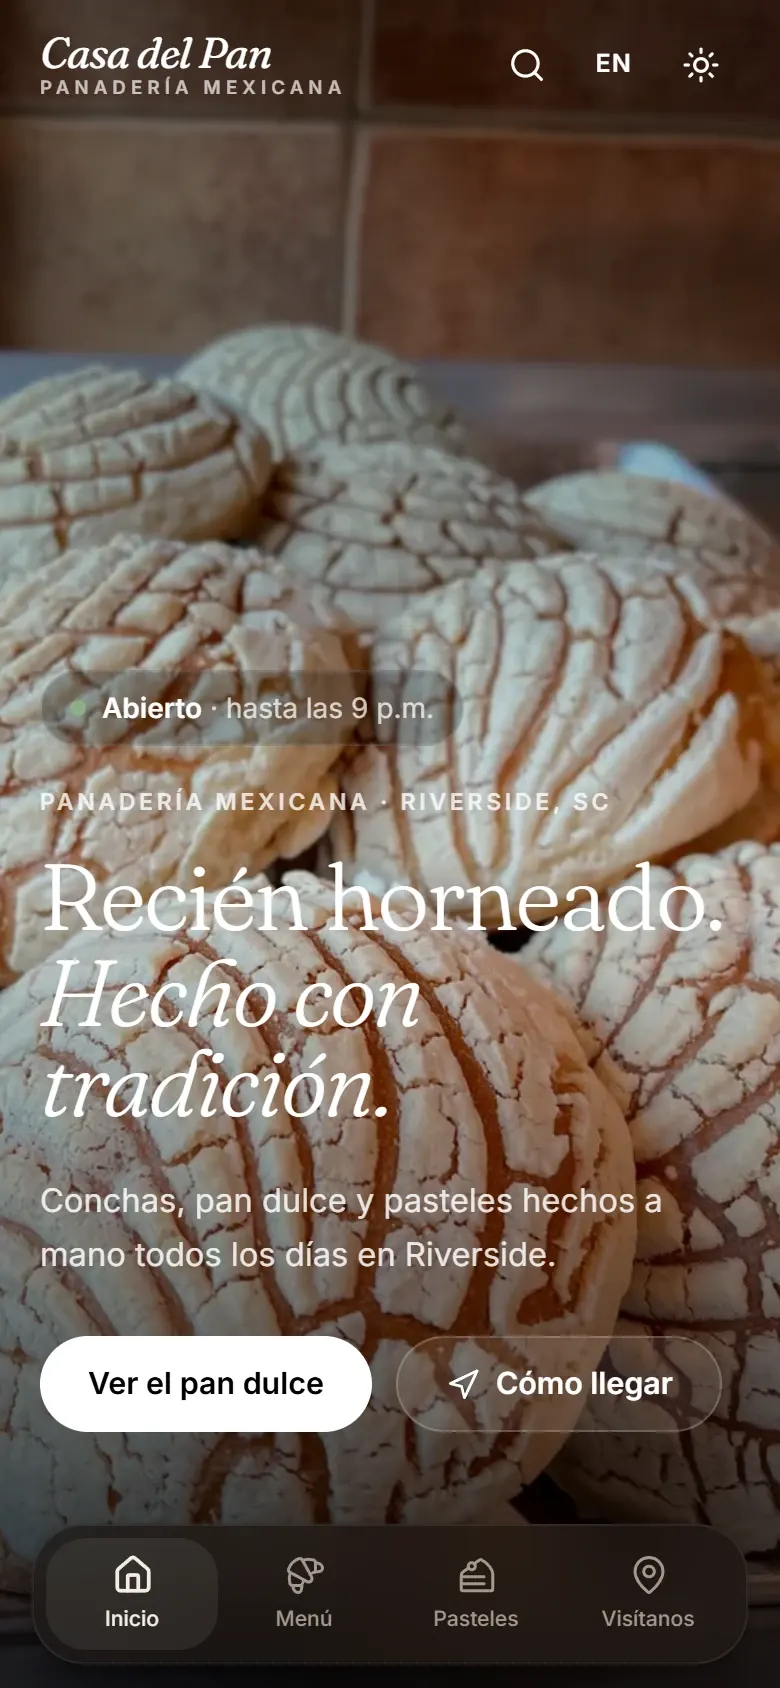 Casa del Pan
PANADERÍA MEXICANA
EN
Abierto · hasta las 9 p.m.
PANADERÍA MEXICANA · RIVERSIDE, SC
Recién horneado.
Hecho con
tradición.
Conchas, pan dulce y pasteles hechos a
mano todos los días en Riverside.
Ver el pan dulce
Cómo llegar
Inicio
Menú
Pasteles
Visítanos